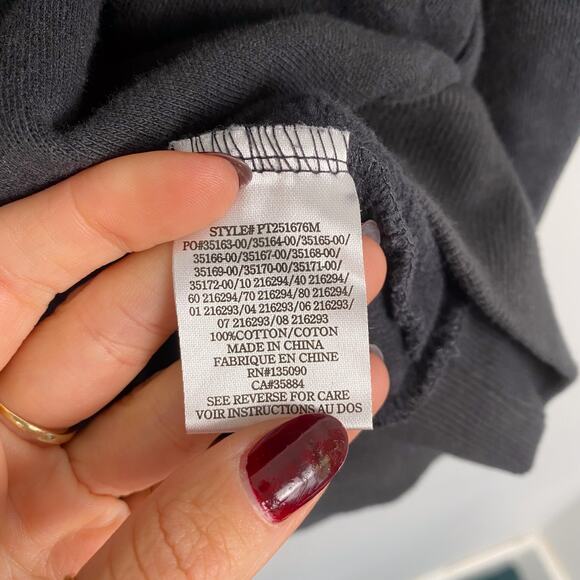 STYLE# PT251676M
PO#35163-00/35164-00/35165-00/
35166-00/35167-00/35168-00/
35169-00/35170-00/35171-00/
35172-00/10 216294/40 216294/
60 216294/70 216294/80 216294/
01 216293/04 216293/06 216293/
07 216293/08 216293
100%COTTON/COTON
MADE IN CHINA
FABRIQUE EN CHINE
RN#135090
CA#35884
SEE REVERSE FOR CARE
VOIR INSTRUCTIONS AU DOS